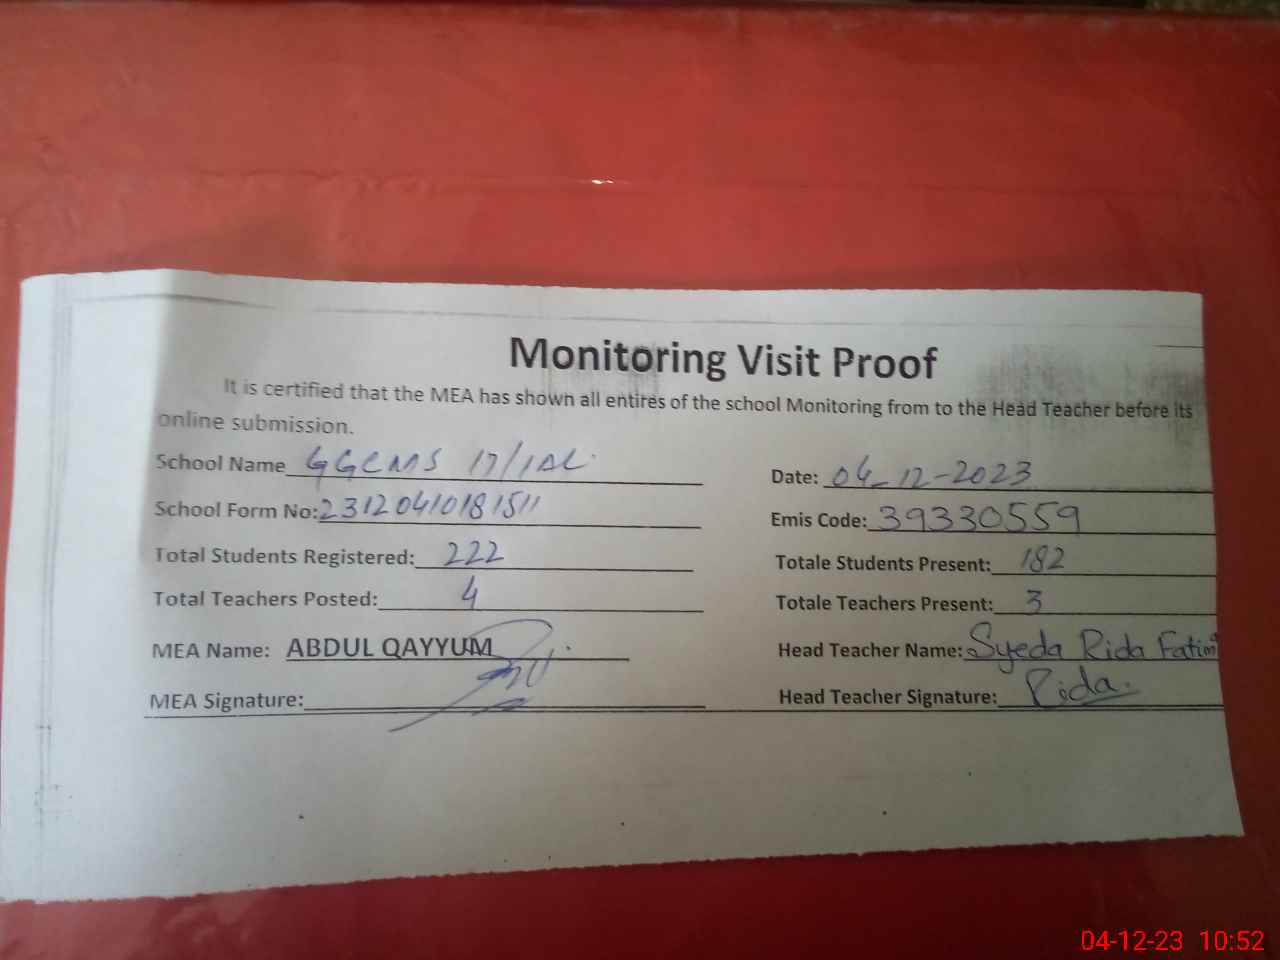 Monitoring Visit Proof
It is certified that the MEA has shown all entires of the school Monitoring from to the Head Teacher before its
online submission.
School Name GGCMS 17/1AL Date: 04-12-2023
School Form No: 23120410181511 Emis Code: 39330559
Total Students Registered: 222 Totale Students Present: 182
Total Teachers Posted: 4 Totale Teachers Present: 3
MEA Name: ABDUL QAYYUM Head Teacher Name: Syeda Rida Fatima
MEA Signature: Head Teacher Signature: Rida.
04-12-23 10:52